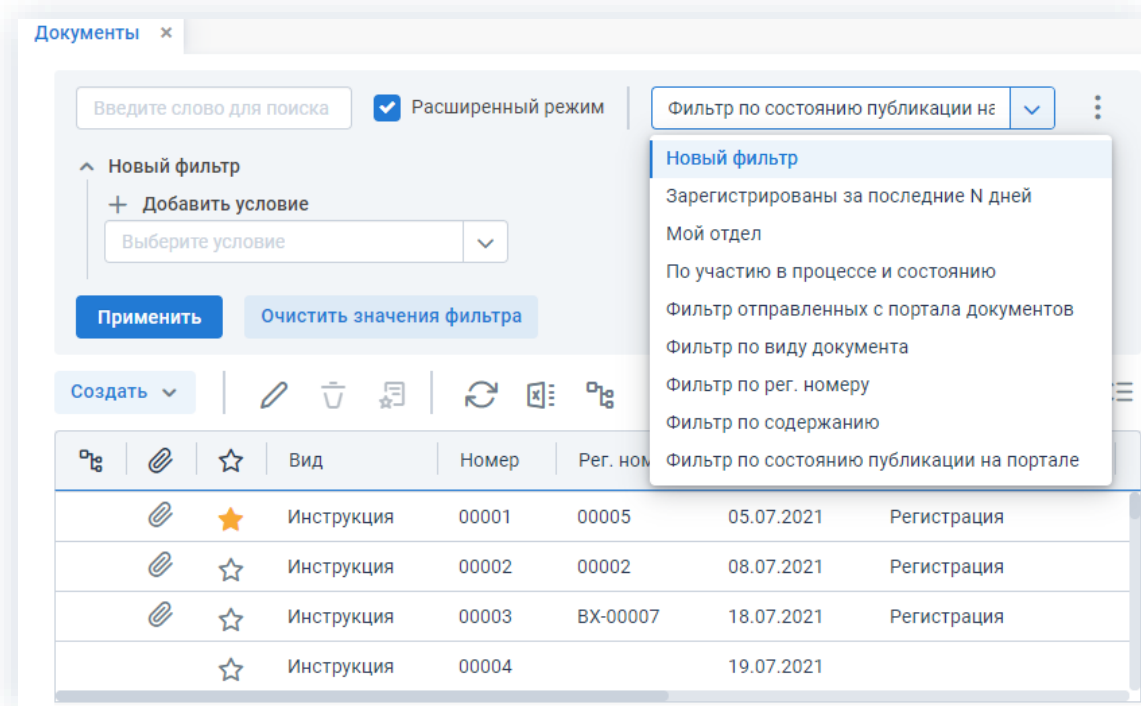 Документы ×
Введите слово для поиска
Расширенный режим
Фильтр по состоянию публикации на
Новый фильтр
Добавить условие
Выберите условие
Применить
Очистить значения фильтра
Новый фильтр
Зарегистрированы за последние N дней
Мой отдел
По участию в процессе и состоянию
Фильтр отправленных с портала документов
Фильтр по виду документа
Фильтр по рег. номеру
Фильтр по содержанию
Фильтр по состоянию публикации на портале
Создать
Вид Номер Рег. ном
Инструкция 00001 00005 05.07.2021 Регистрация
Инструкция 00002 00002 08.07.2021 Регистрация
Инструкция 00003 ВХ-00007 18.07.2021 Регистрация
Инструкция 00004 19.07.2021